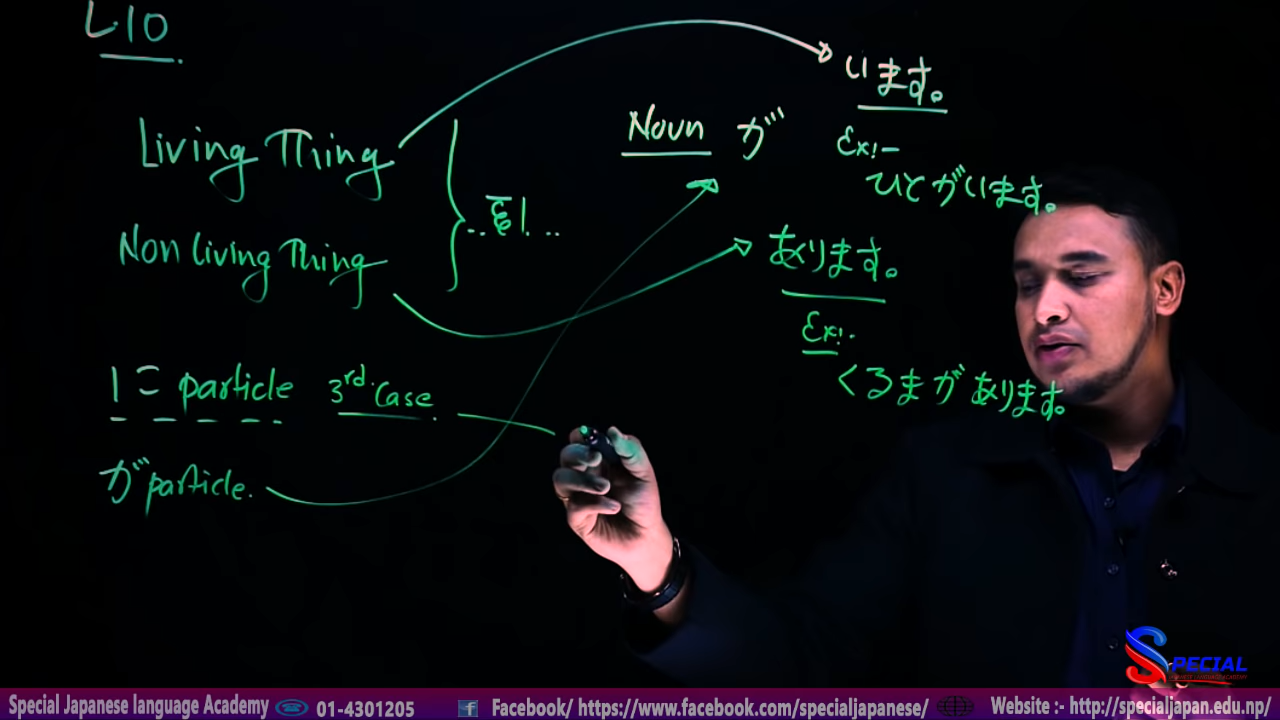 L-10
Living Thing
Non living Thing
..छ।..
Noun が
います。
Ex:-
ひとがいます。
あります。
Ex:-
くるまがあります。
に particle 3rd case
が particle.
SPECIAL
Special Japanese language Academy 01-4301205 Facebook/ https://www.facebook.com/specialjapanese/ Website :- http://specialjapan.edu.np/